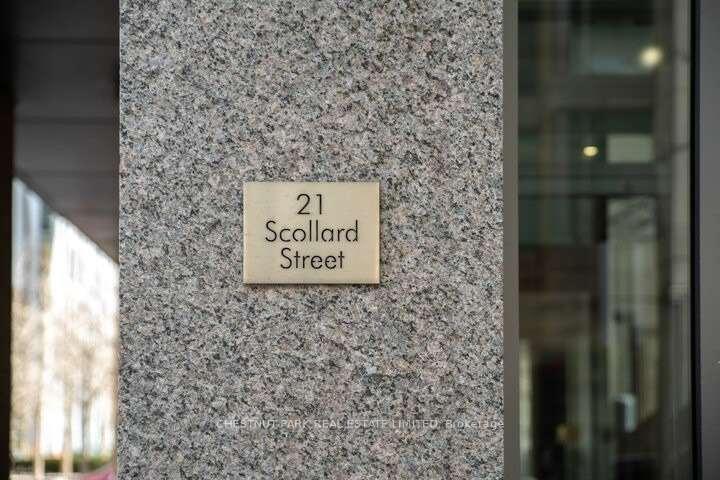 21
Scollard
Street
CHESTNUT PARK REAL ESTATE LIMITED, Brokerage